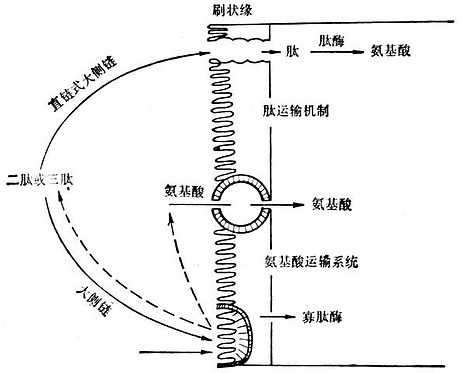 刷状缘
肽
肽酶
氨基酸
直链式大侧链
肽运输机制
二肽或三肽
氨基酸
氨基酸
氨基酸运输系统
大侧链
寡肽酶